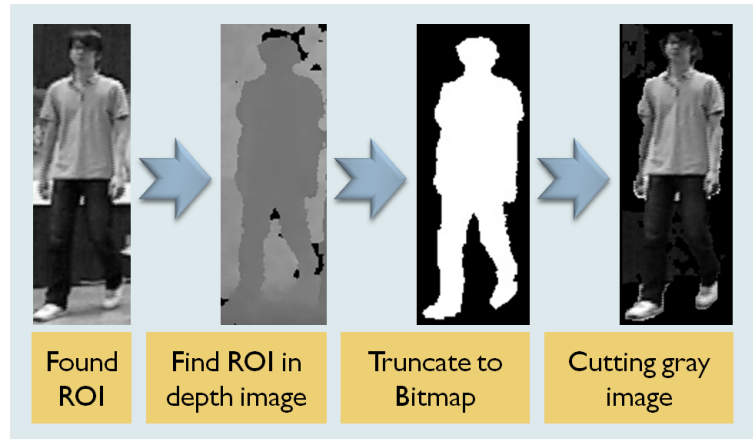 Found
ROI
Find ROI in
depth image
Truncate to
Bitmap
Cutting gray
image